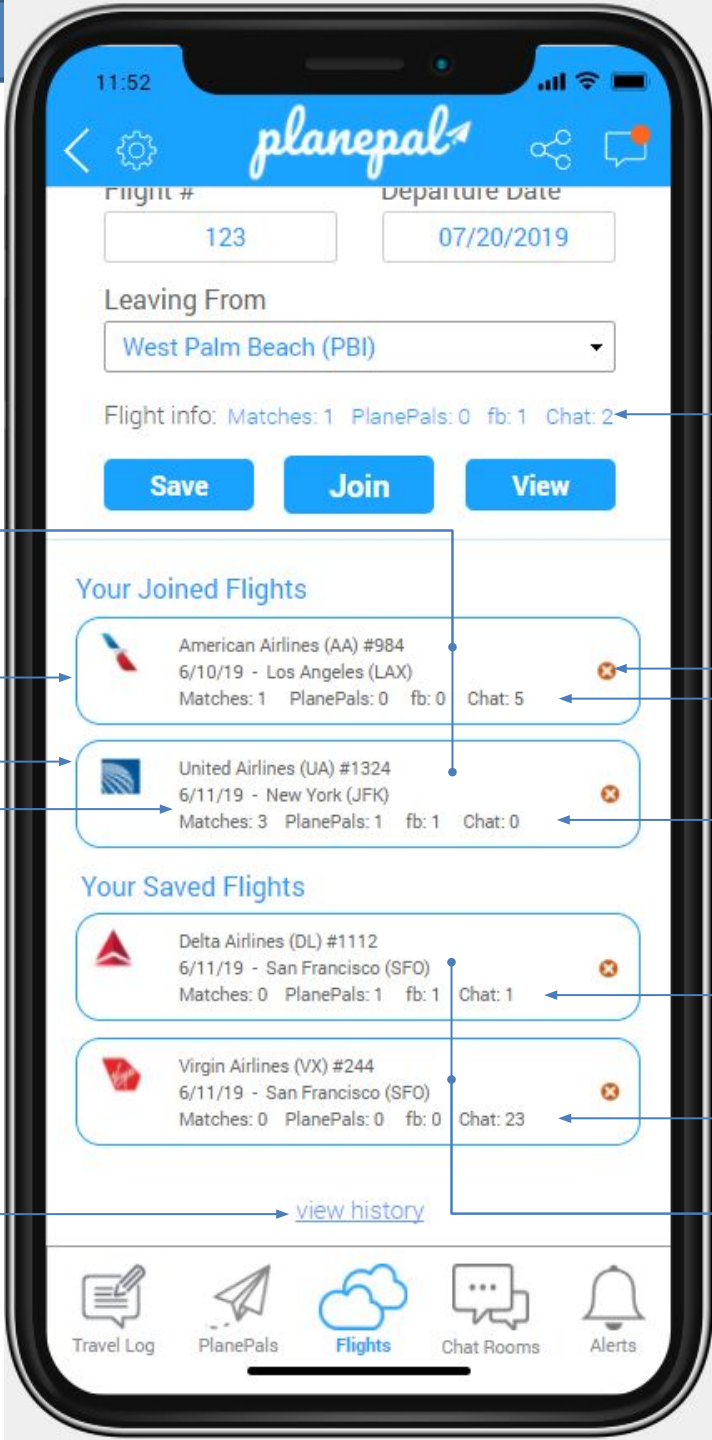 11:52
planepal
Flight # Departure Date
123 07/20/2019
Leaving From
West Palm Beach (PBI)
Flight info: Matches: 1 PlanePals: 0 fb: 1 Chat: 2
Save Join View
Your Joined Flights
American Airlines (AA) #984
6/10/19 - Los Angeles (LAX)
Matches: 1 PlanePals: 0 fb: 0 Chat: 5
United Airlines (UA) #1324
6/11/19 - New York (JFK)
Matches: 3 PlanePals: 1 fb: 1 Chat: 0
Your Saved Flights
Delta Airlines (DL) #1112
6/11/19 - San Francisco (SFO)
Matches: 0 PlanePals: 1 fb: 1 Chat: 1
Virgin Airlines (VX) #244
6/11/19 - San Francisco (SFO)
Matches: 0 PlanePals: 0 fb: 0 Chat: 23
view history
Travel Log PlanePals Flights Chat Rooms Alerts